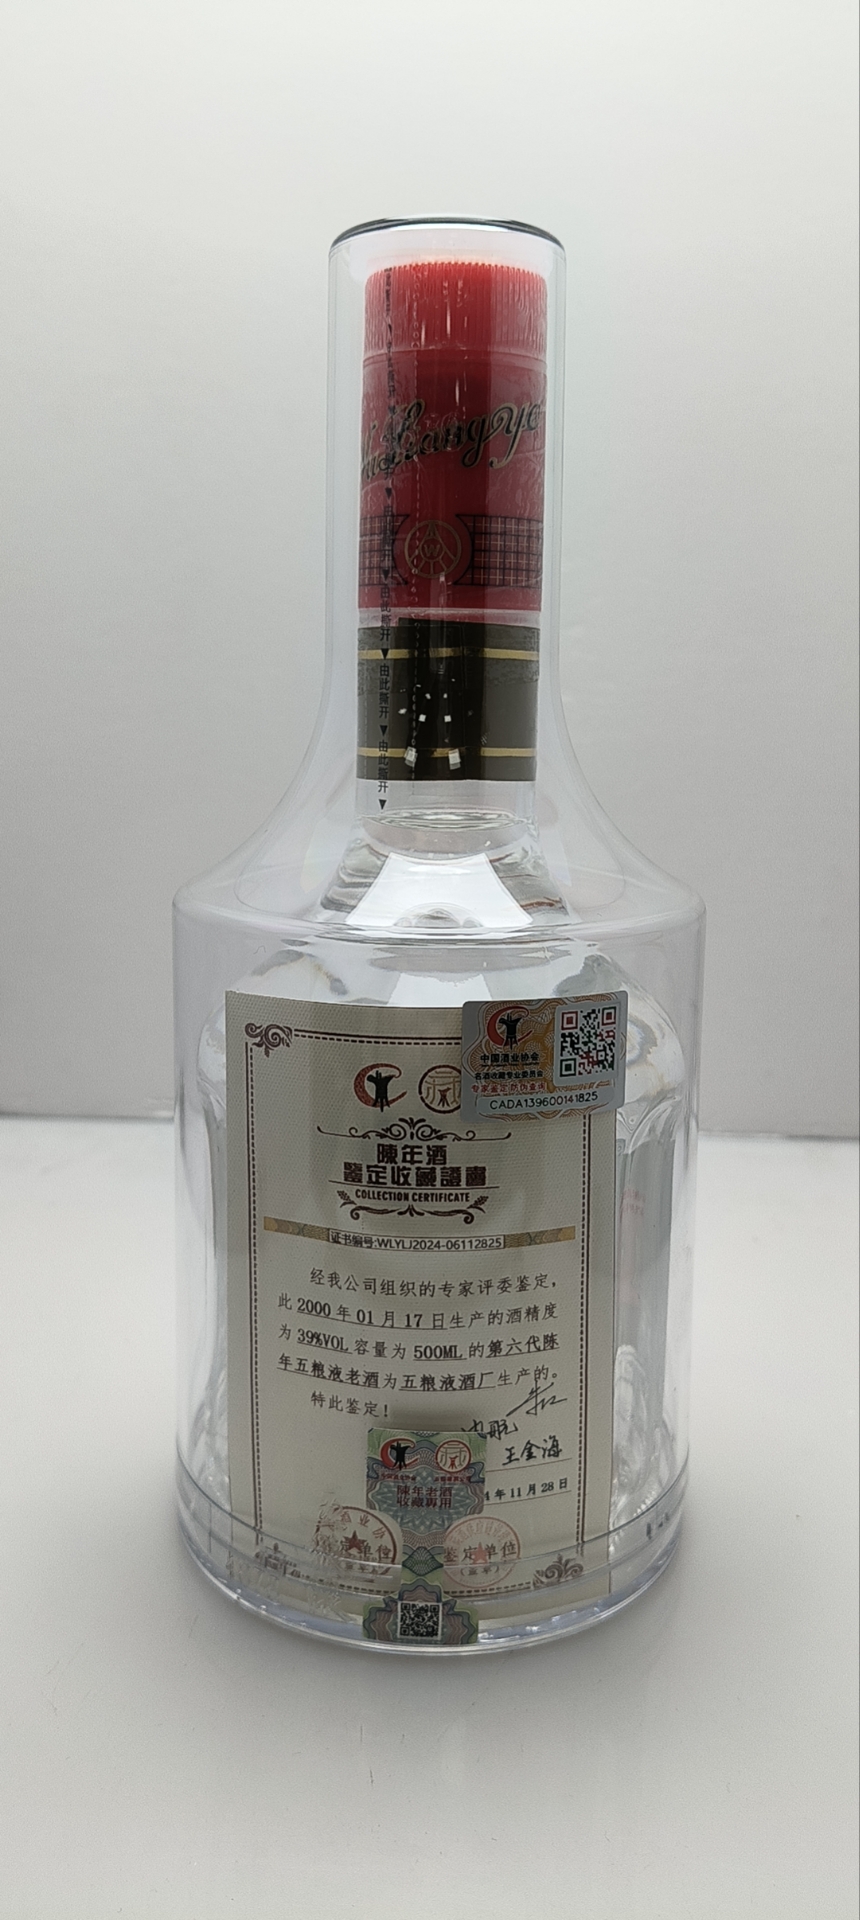 由此撕开
由此撕开
由此撕开
W
中国酒业协会
名酒收藏专业委员会
专家鉴定防伪查询
CADA139600141825
陳年酒
鑒定收藏證書
COLLECTION CERTIFICATE
证书编号:WLYLJ2024-06112825
经我公司组织的专家评委鉴定,
此2000年01月17日生产的酒精度
为39%VOL容量为500ML的第六代陈
年五粮液老酒为五粮液酒厂生产的。
特此鉴定!
王金海
年11月28日
陳年老酒
收藏專用
鉴定单位
鉴定单位
(盖章)